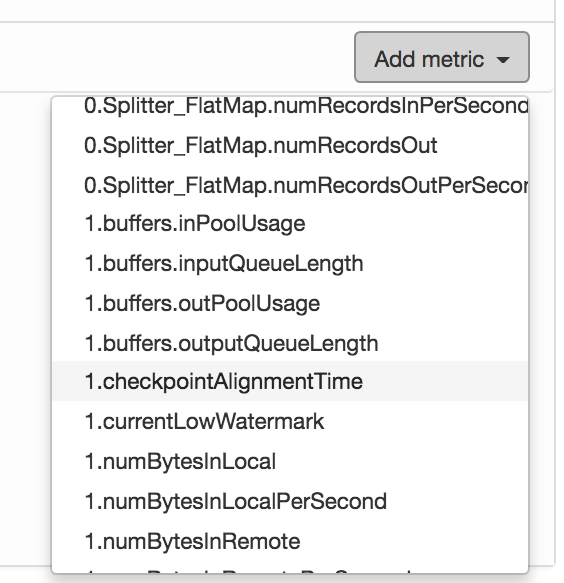 Add metric
0.Splitter_FlatMap.numRecordsInPerSecond
0.Splitter_FlatMap.numRecordsOut
0.Splitter_FlatMap.numRecordsOutPerSecon
1.buffers.inPoolUsage
1.buffers.inputQueueLength
1.buffers.outPoolUsage
1.buffers.outputQueueLength
1.checkpointAlignmentTime
1.currentLowWatermark
1.numBytesInLocal
1.numBytesInLocalPerSecond
1.numBytesInRemote